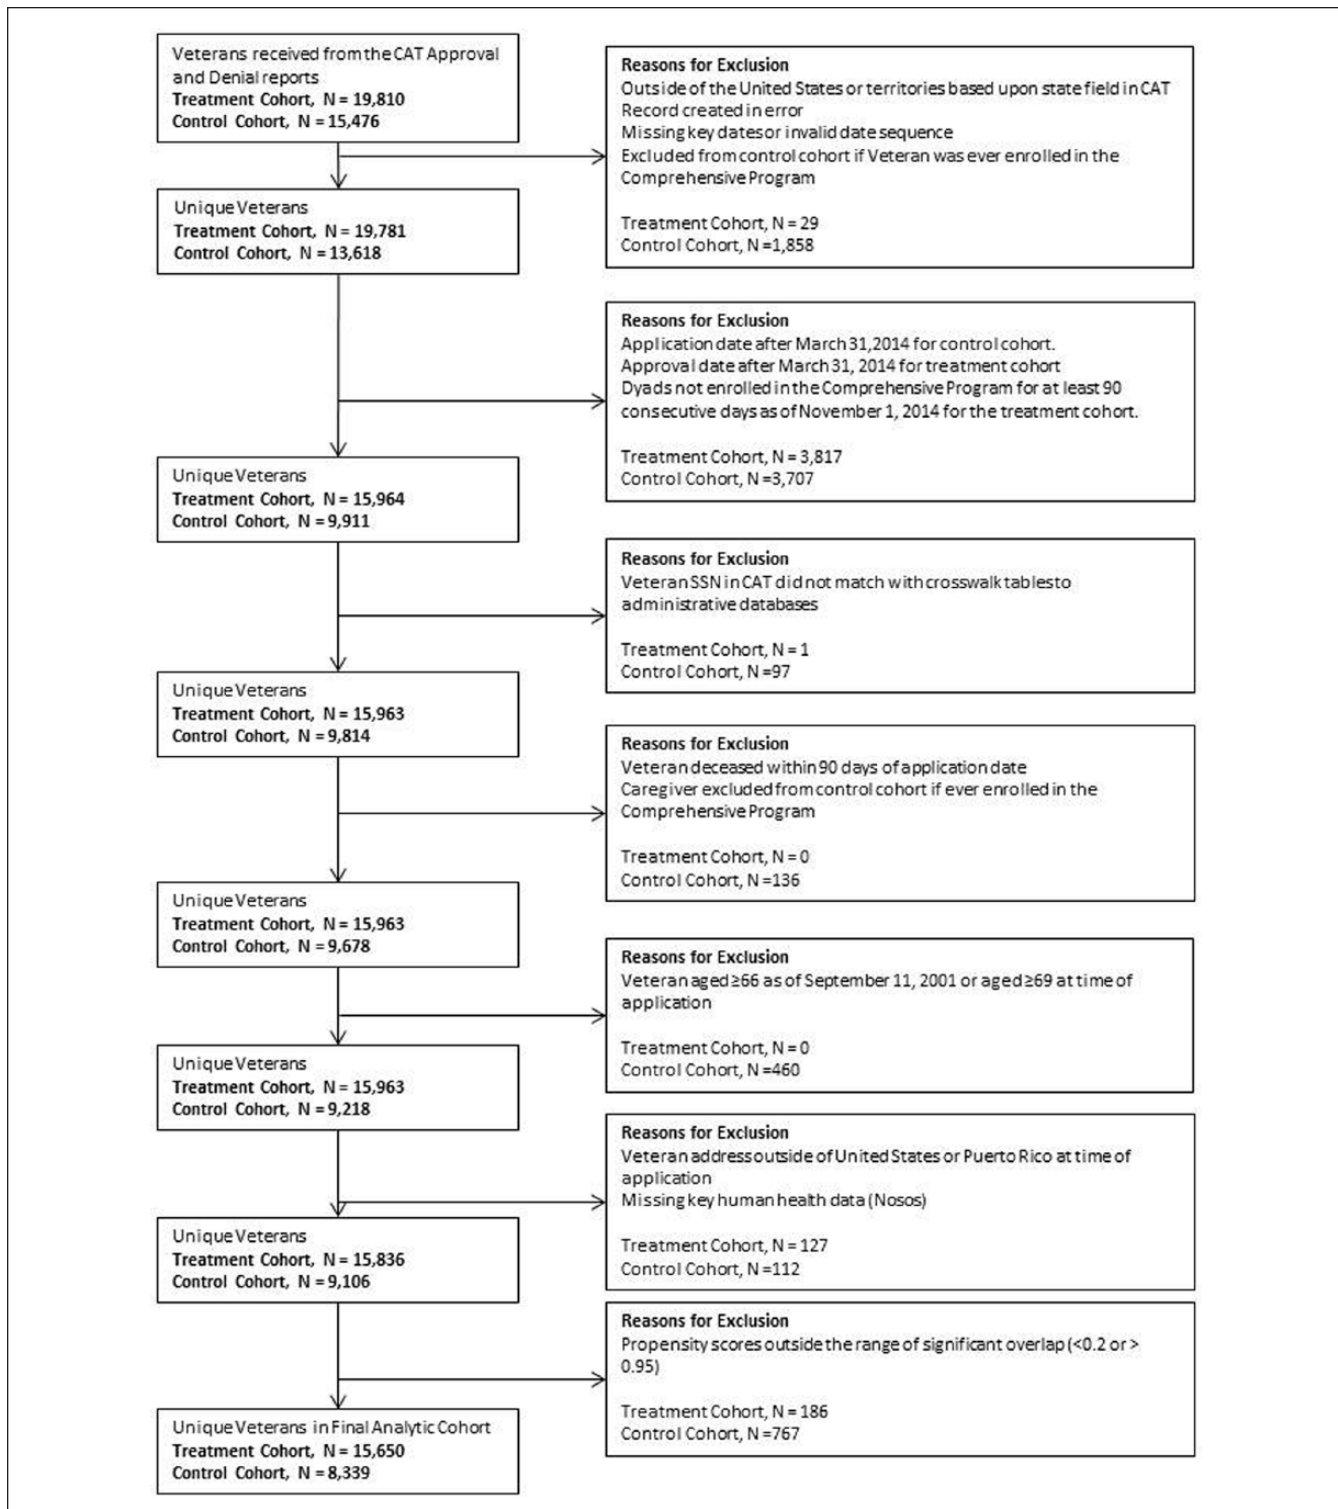 Veterans received from the CAT Approval
and Denial reports
Treatment Cohort, N = 19,810
Control Cohort, N = 15,476
Reasons for Exclusion
Outside of the United States or territories based upon state field in CAT
Record created in error
Missing key dates or invalid date sequence
Excluded from control cohort if Veteran was ever enrolled in the
Comprehensive Program
Treatment Cohort, N = 29
Control Cohort, N =1,858
Unique Veterans
Treatment Cohort, N = 19,781
Control Cohort, N = 13,618
Reasons for Exclusion
Application date after March 31,2014 for control cohort.
Approval date after March 31, 2014 for treatment cohort
Dyads not enrolled in the Comprehensive Program for at least 90
consecutive days as of November 1, 2014 for the treatment cohort.
Treatment Cohort, N = 3,817
Control Cohort, N =3,707
Unique Veterans
Treatment Cohort, N = 15,964
Control Cohort, N = 9,911
Reasons for Exclusion
Veteran SSN in CAT did not match with crosswalk tables to
administrative databases
Treatment Cohort, N = 1
Control Cohort, N =97
Unique Veterans
Treatment Cohort, N = 15,963
Control Cohort, N = 9,814
Reasons for Exclusion
Veteran deceased within 90 days of application date
Caregiver excluded from control cohort if ever enrolled in the
Comprehensive Program
Treatment Cohort, N = 0
Control Cohort, N =136
Unique Veterans
Treatment Cohort, N = 15,963
Control Cohort, N = 9,678
Reasons for Exclusion
Veteran aged ≥66 as of September 11, 2001 or aged ≥69 at time of
application
Treatment Cohort, N = 0
Control Cohort, N =460
Unique Veterans
Treatment Cohort, N = 15,963
Control Cohort, N = 9,218
Reasons for Exclusion
Veteran address outside of United States or Puerto Rico at time of
application
Missing key human health data (Nosos)
Treatment Cohort, N = 127
Control Cohort, N =112
Unique Veterans
Treatment Cohort, N = 15,836
Control Cohort, N = 9,106
Reasons for Exclusion
Propensity scores outside the range of significant overlap (<0.2 or >
0.95)
Treatment Cohort, N = 186
Control Cohort, N =767
Unique Veterans in Final Analytic Cohort
Treatment Cohort, N = 15,650
Control Cohort, N = 8,339